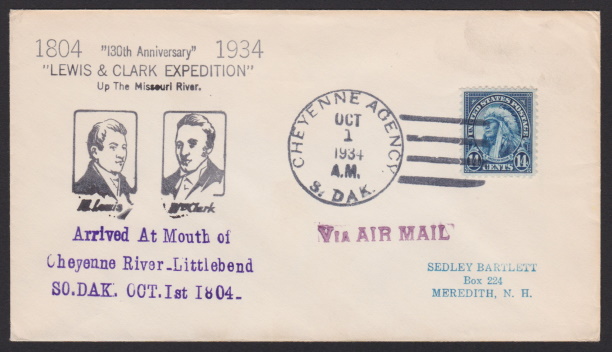 1804 "130th Anniversary" 1934
"LEWIS & CLARK EXPEDITION"
Up The Missouri River.
M. Lewis
Wm Clark
Arrived At Mouth of
Cheyenne River-Littlebend
SO.DAK. OCT.1st 1804-
CHEYENNE AGENCY
OCT
1
1934
A.M.
S. DAK.
UNITED STATES POSTAGE
14 14
CENTS
VIA AIR MAIL
SEDLEY BARTLETT
Box 224
MEREDITH, N. H.